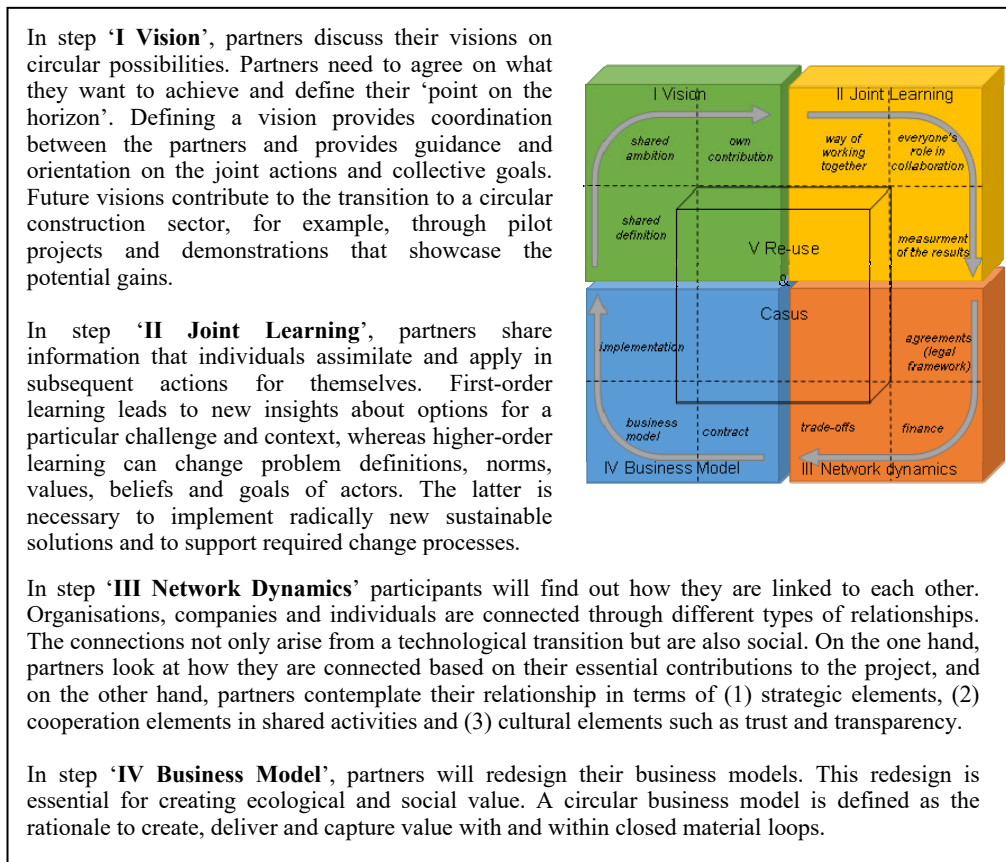 In step ‘I Vision’, partners discuss their visions on
circular possibilities. Partners need to agree on what
they want to achieve and define their ‘point on the
horizon’. Defining a vision provides coordination
between the partners and provides guidance and
orientation on the joint actions and collective goals.
Future visions contribute to the transition to a circular
construction sector, for example, through pilot
projects and demonstrations that showcase the
potential gains.
In step ‘II Joint Learning’, partners share
information that individuals assimilate and apply in
subsequent actions for themselves. First-order
learning leads to new insights about options for a
particular challenge and context, whereas higher-order
learning can change problem definitions, norms,
values, beliefs and goals of actors. The latter is
necessary to implement radically new sustainable
solutions and to support required change processes.
I Vision
shared
ambition
own
contribution
shared
definition
II Joint Learning
way of
working
together
everyone's
role in
collaboration
measurment
of the results
V Re-use
&
Casus
implementation
business
model
contract
IV Business Model
agreements
(legal
framework)
trade-offs
finance
III Network dynamics
In step ‘III Network Dynamics’ participants will find out how they are linked to each other.
Organisations, companies and individuals are connected through different types of relationships.
The connections not only arise from a technological transition but are also social. On the one hand,
partners look at how they are connected based on their essential contributions to the project, and
on the other hand, partners contemplate their relationship in terms of (1) strategic elements, (2)
cooperation elements in shared activities and (3) cultural elements such as trust and transparency.
In step ‘IV Business Model’, partners will redesign their business models. This redesign is
essential for creating ecological and social value. A circular business model is defined as the
rationale to create, deliver and capture value with and within closed material loops.